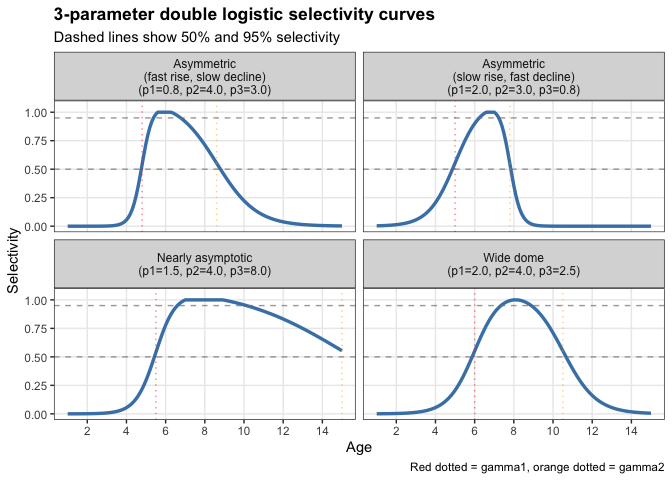 3-parameter double logistic selectivity curves
Dashed lines show 50% and 95% selectivity
Asymmetric
(fast rise, slow decline)
(p1=0.8, p2=4.0, p3=3.0)
Asymmetric
(slow rise, fast decline)
(p1=2.0, p2=3.0, p3=0.8)
1.00
0.75
0.50
0.25
0.00
Nearly asymptotic
(p1=1.5, p2=4.0, p3=8.0)
Wide dome
(p1=2.0, p2=4.0, p3=2.5)
1.00
0.75
0.50
0.25
0.00
2 4 6 8 10 12 14
2 4 6 8 10 12 14
Selectivity
Age
Red dotted = gamma1, orange dotted = gamma2